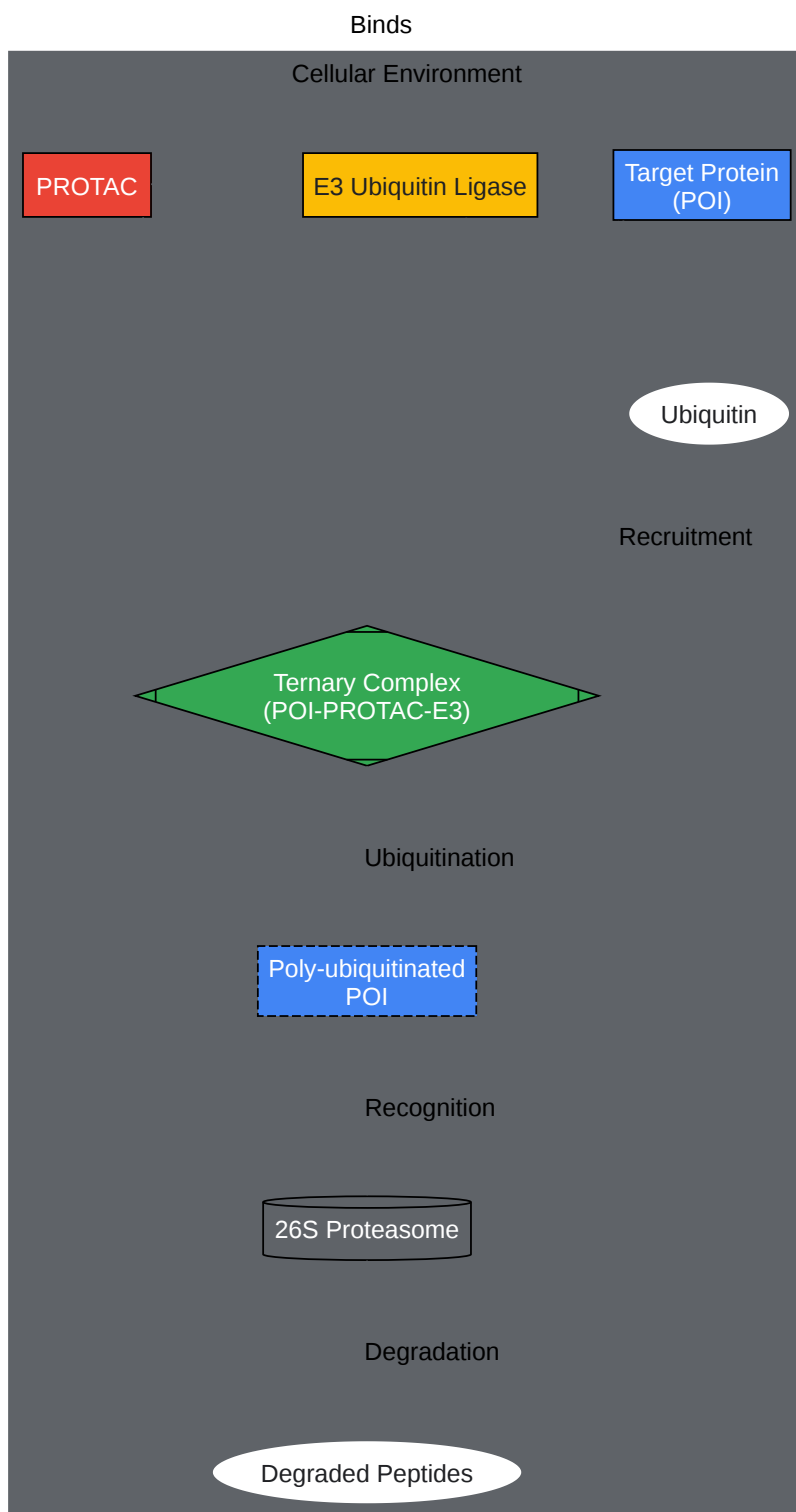 Binds
Cellular Environment
PROTAC
E3 Ubiquitin Ligase
Target Protein
(POI)
Ubiquitin
Recruitment
Ternary Complex
(POI-PROTAC-E3)
Ubiquitination
Poly-ubiquitinated
POI
Recognition
26S Proteasome
Degradation
Degraded Peptides